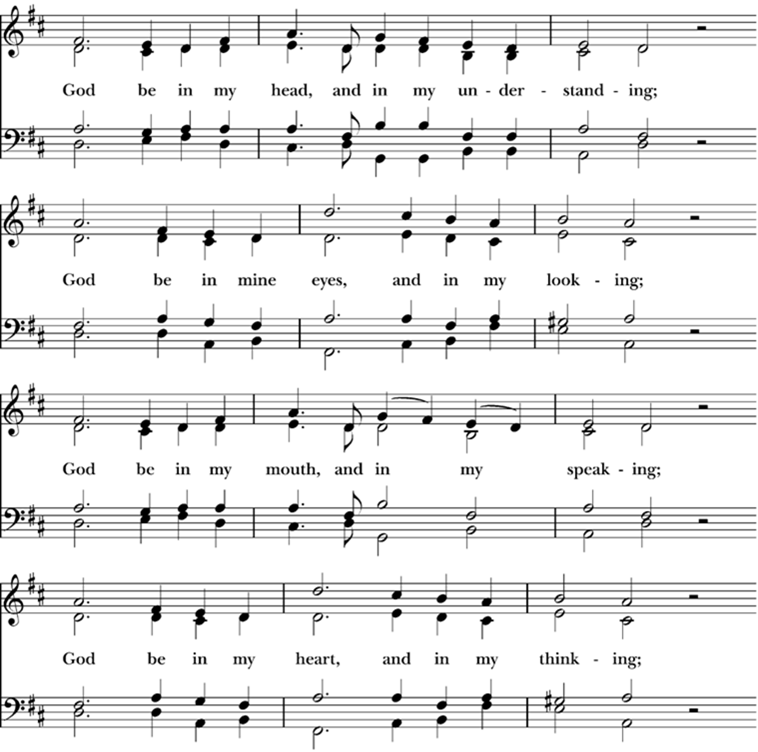 God be in my head, and in my un - der - stand - ing;
God be in mine eyes, and in my look - ing;
God be in my mouth, and in my speak - ing;
God be in my heart, and in my think - ing;